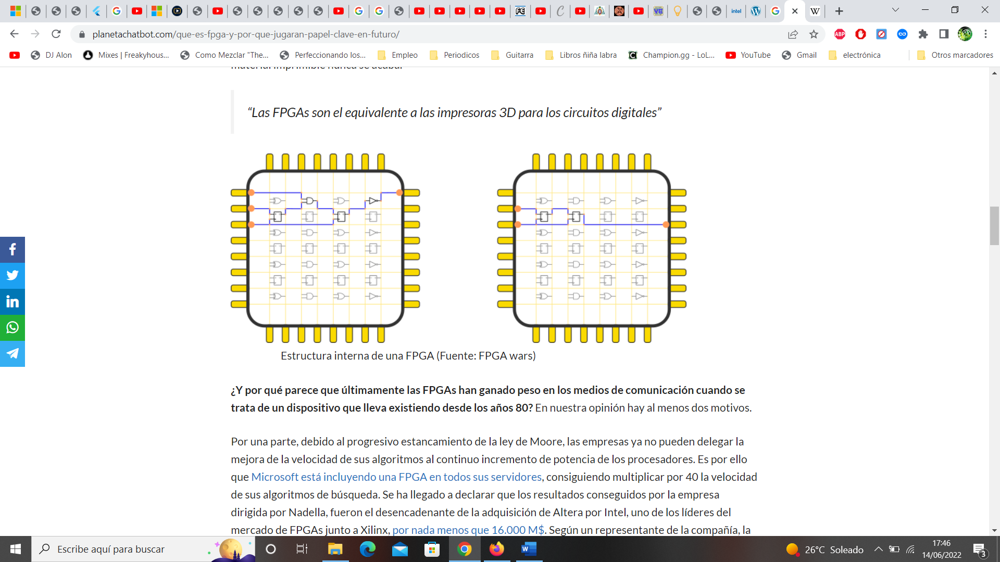 planetachatbot.com/que-es-fpga-y-por-que-jugaran-papel-clave-en-futuro/
DJ Alon
Mixes | Freakyhous...
Como Mezclar "The...
Perfeccionando los...
Empleo
Periodicos
Guitarra
Libros ñiña labra
Champion.gg - LoL...
YouTube
Gmail
electrónica
Otros marcadores
material imprimible nunca se acaba.
“Las FPGAs son el equivalente a las impresoras 3D para los circuitos digitales”
Estructura interna de una FPGA (Fuente: FPGA wars)
¿Y por qué parece que últimamente las FPGAs han ganado peso en los medios de comunicación cuando se
trata de un dispositivo que lleva existiendo desde los años 80? En nuestra opinión hay al menos dos motivos.
Por una parte, debido al progresivo estancamiento de la ley de Moore, las empresas ya no pueden delegar la
mejora de la velocidad de sus algoritmos al continuo incremento de potencia de los procesadores. Es por ello
que Microsoft está incluyendo una FPGA en todos sus servidores, consiguiendo multiplicar por 40 la velocidad
de sus algoritmos de búsqueda. Se ha llegado a declarar que los resultados conseguidos por la empresa
dirigida por Nadella, fueron el desencadenante de la adquisición de Altera por Intel, uno de los líderes del
mercado de FPGAs junto a Xilinx, por nada menos que 16.000 M$. Según un representante de la compañía, la
Escribe aquí para buscar
26°C Soleado
17:46
14/06/2022
3